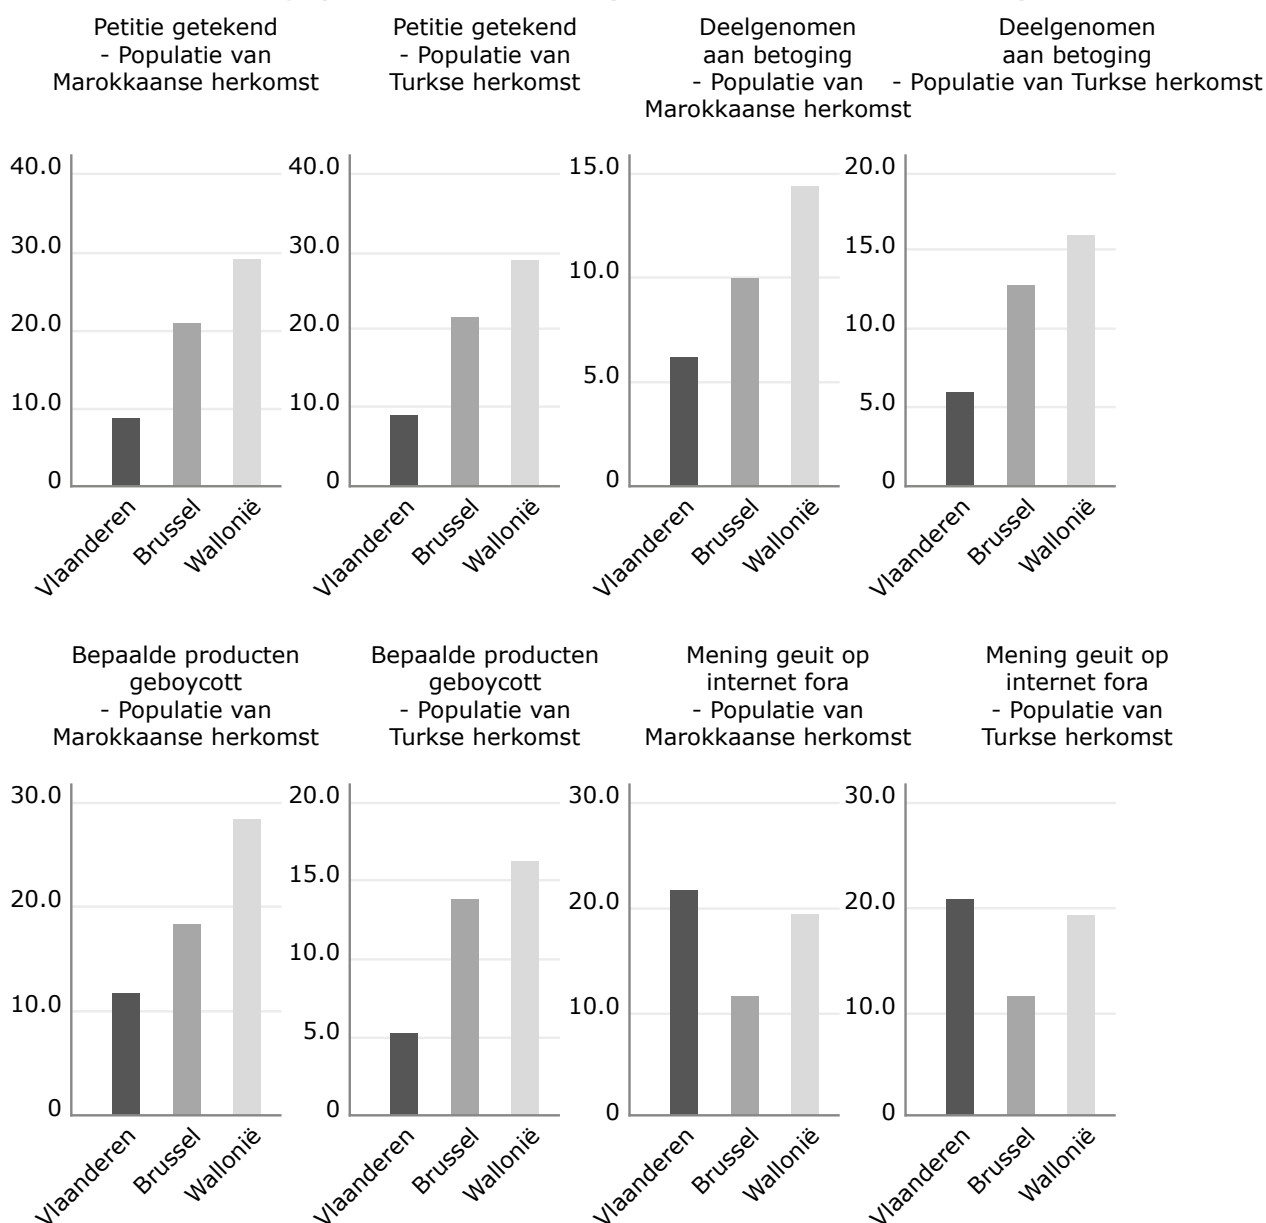 Petitie getekend
- Populatie van
Marokkaanse herkomst
Petitie getekend
- Populatie van
Turkse herkomst
Deelgenomen
aan betoging
- Populatie van
Marokkaanse herkomst
Deelgenomen
aan betoging
- Populatie van Turkse herkomst
40.0
30.0
20.0
10.0
0
Vlaanderen
Brussel
Wallonië
40.0
30.0
20.0
10.0
0
Vlaanderen
Brussel
Wallonië
15.0
10.0
5.0
0
Vlaanderen
Brussel
Wallonië
20.0
15.0
10.0
5.0
0
Vlaanderen
Brussel
Wallonië
Bepaalde producten
geboycott
- Populatie van
Marokkaanse herkomst
Bepaalde producten
geboycott
- Populatie van
Turkse herkomst
Mening geuit op
internet fora
- Populatie van
Marokkaanse herkomst
Mening geuit op
internet fora
- Populatie van
Turkse herkomst
30.0
20.0
10.0
0
Vlaanderen
Brussel
Wallonië
20.0
15.0
10.0
5.0
0
Vlaanderen
Brussel
Wallonië
30.0
20.0
10.0
0
Vlaanderen
Brussel
Wallonië
30.0
20.0
10.0
0
Vlaanderen
Brussel
Wallonië